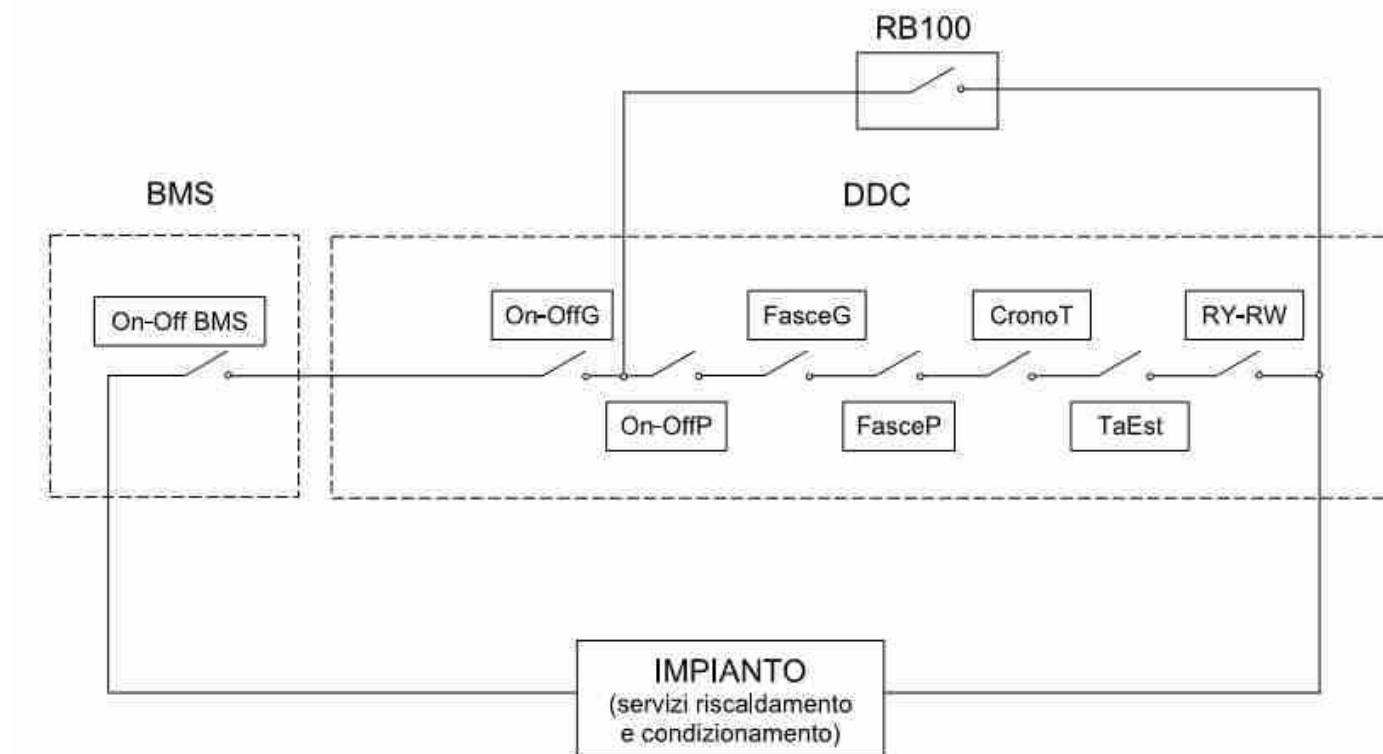 RB100
BMS
DDC
On-Off BMS
On-OffG
FasceG
CronoT
RY-RW
On-OffP
FasceP
TaEst
IMPIANTO
(servizi riscaldamento
e condizionamento)